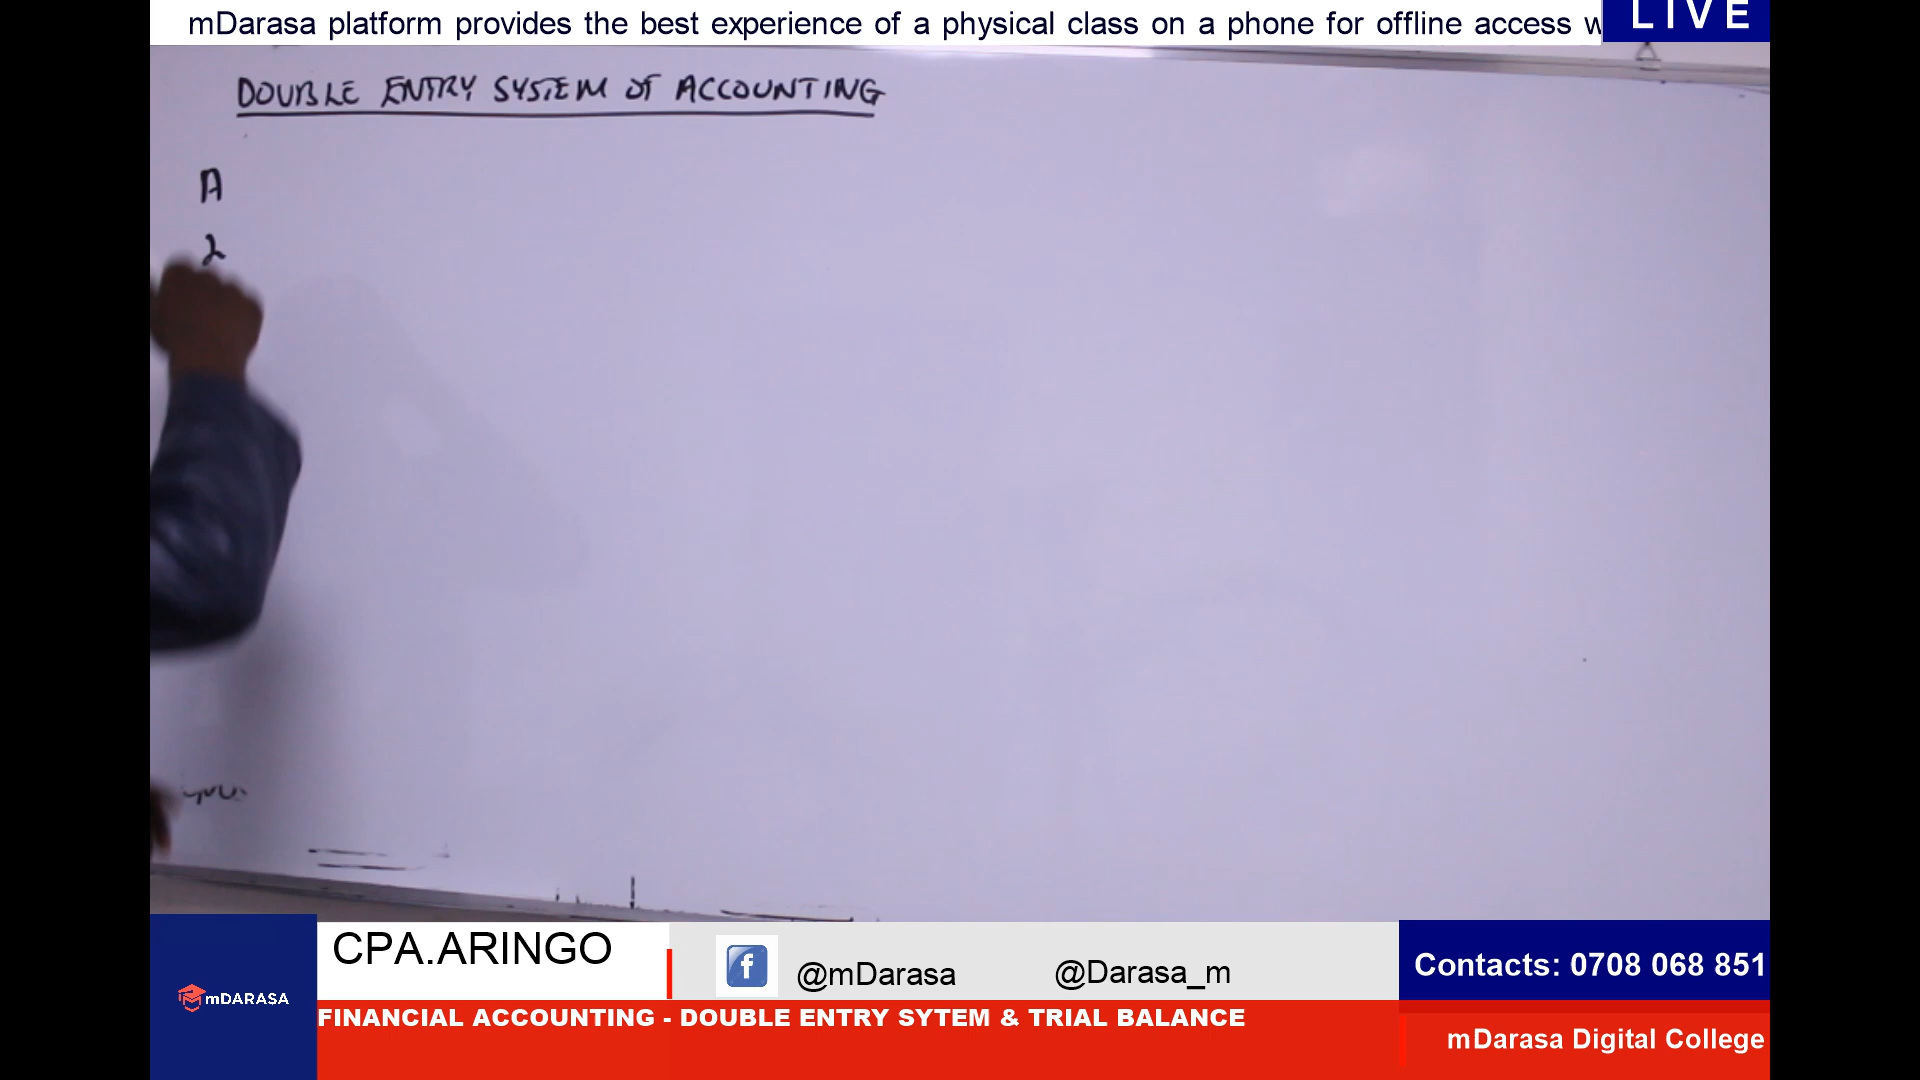 mDarasa platform provides the best experience of a physical class on a phone for offline access w
LIVE
DOUBLE ENTRY SYSTEM OF ACCOUNTING
A
mDARASA
CPA.ARINGO
f
@mDarasa
@Darasa_m
Contacts: 0708 068 851
FINANCIAL ACCOUNTING - DOUBLE ENTRY SYTEM & TRIAL BALANCE
mDarasa Digital College